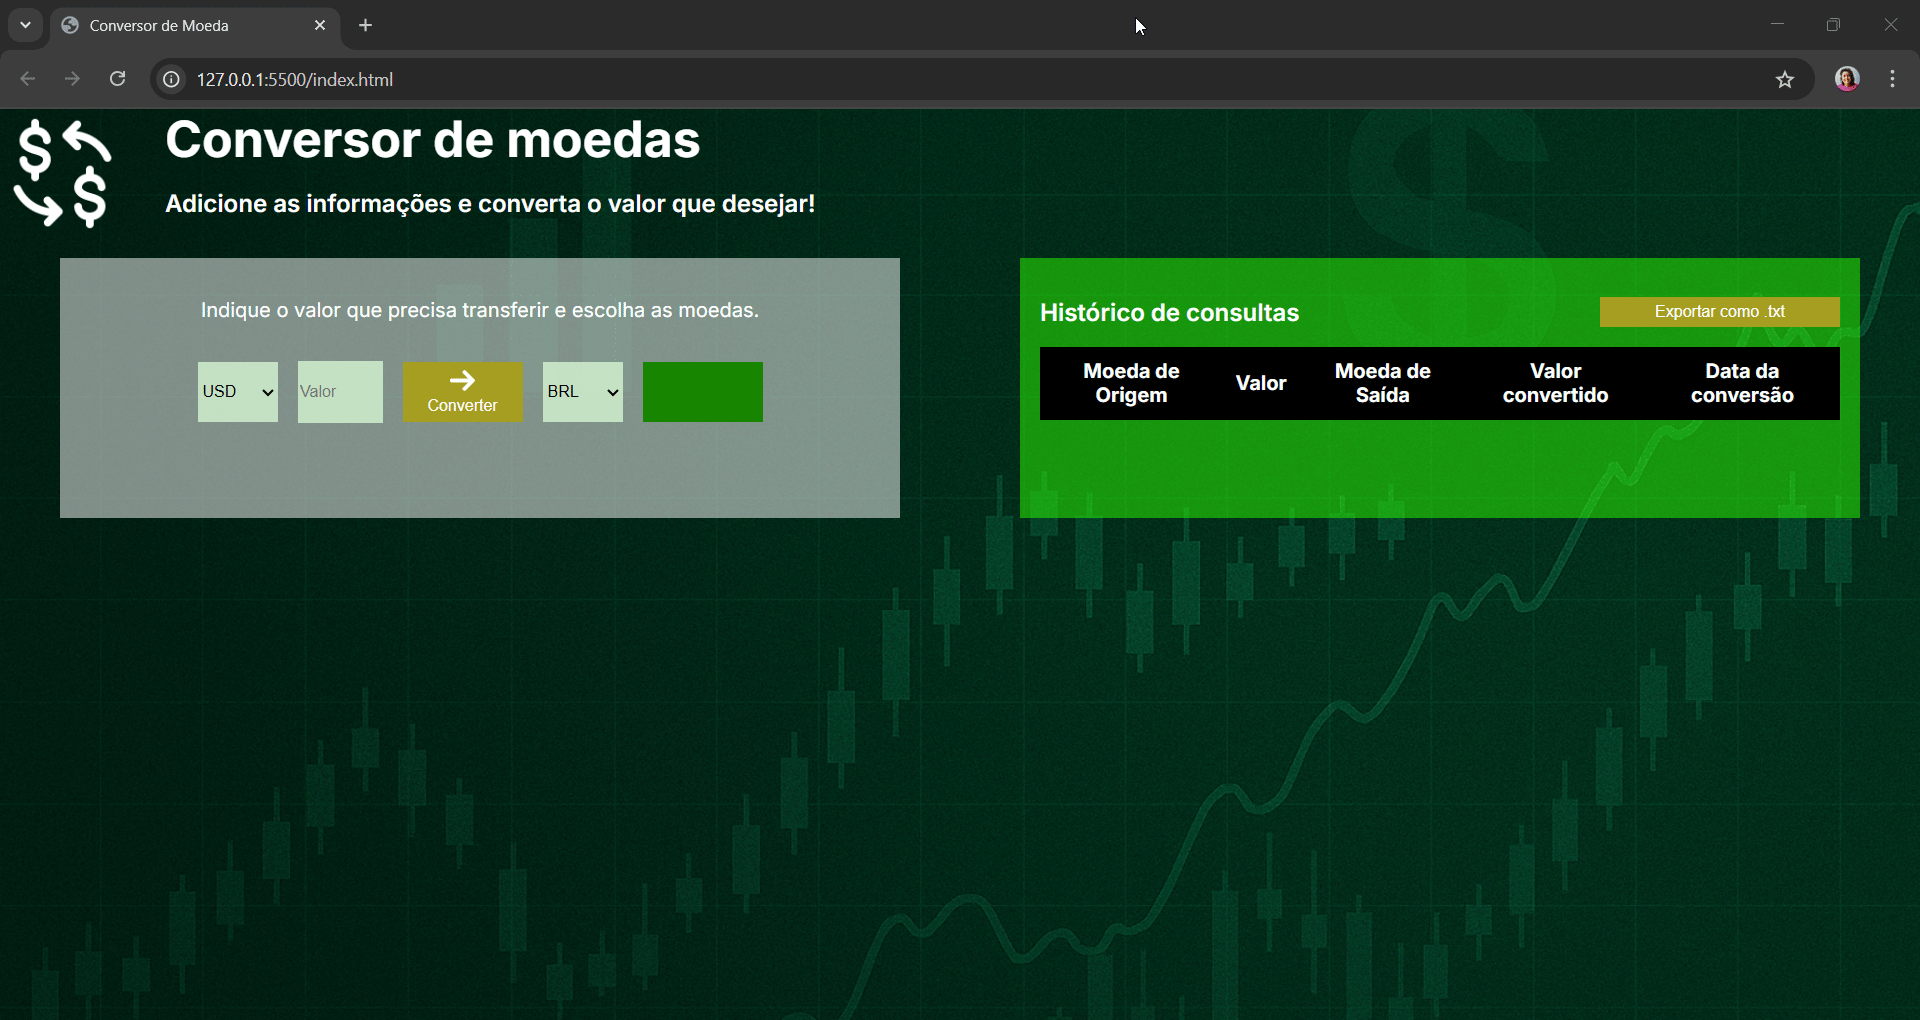 Conversor de Moeda
127.0.0.1:5500/index.html
Conversor de moedas
Adicione as informações e converta o valor que desejar!
Indique o valor que precisa transferir e escolha as moedas.
USD
Valor
Converter
BRL
Histórico de consultas
Exportar como .txt
Moeda de
Origem
Valor
Moeda de
Saída
Valor
convertido
Data da
conversão